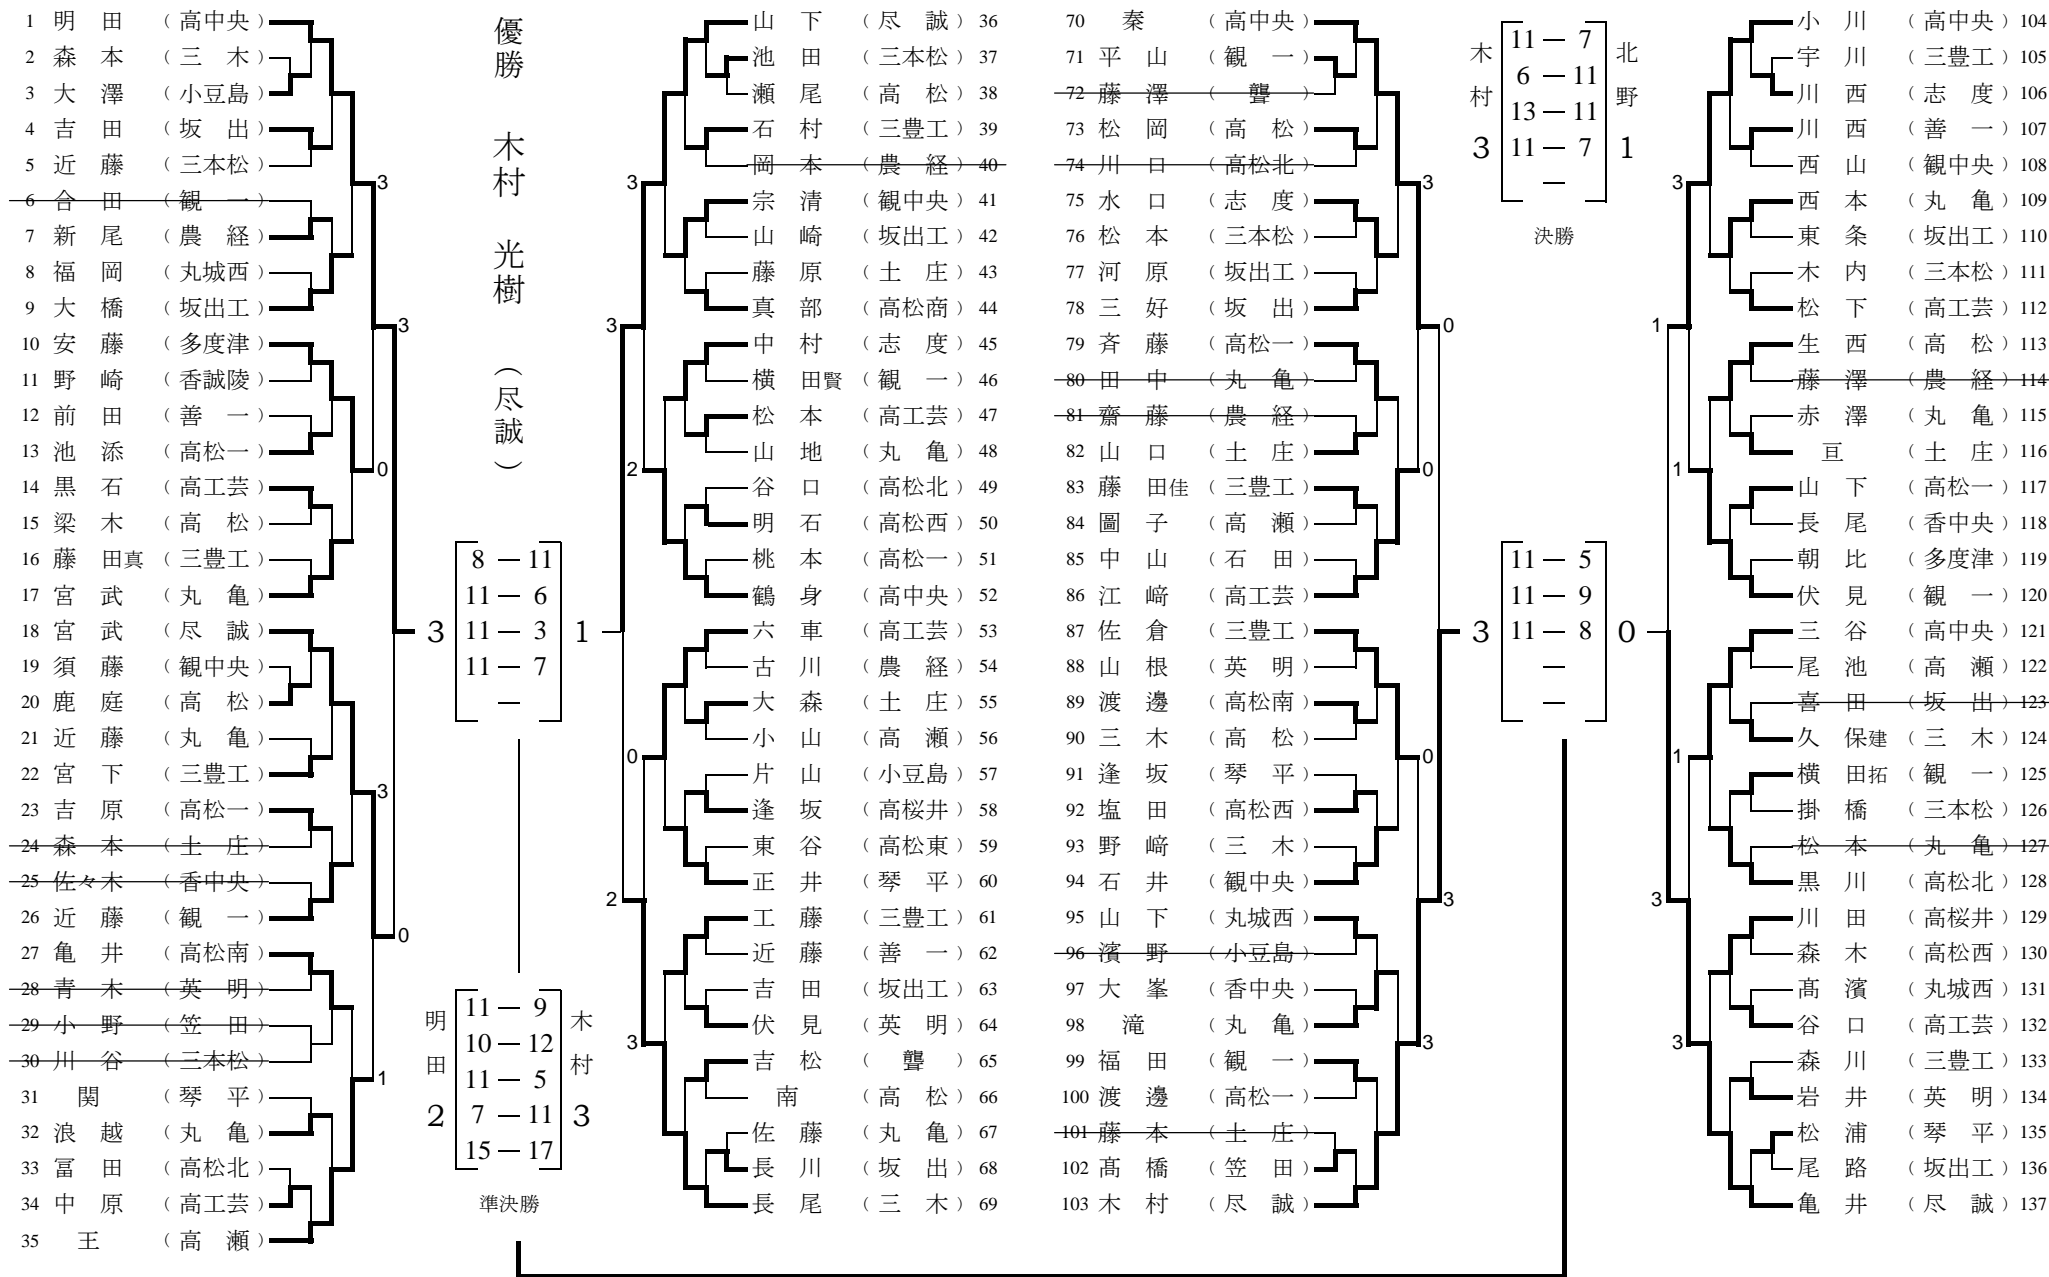 1 明田 （高中央）
2 森本 （三木）
3 大澤 （小豆島）
4 吉田 （坂出）
5 近藤 （三本松）
6 合田 （観一）
7 新尾 （農経）
8 福岡 （丸城西）
9 大橋 （坂出工）
10 安藤 （多度津）
11 野崎 （香誠陵）
12 前田 （善一）
13 池添 （高松一）
14 黒石 （高工芸）
15 梁木 （高松）
16 藤田真 （三豊工）
17 宮武 （丸亀）
18 宮武 （尽誠）
19 須藤 （観中央）
20 鹿庭 （高松）
21 近藤 （丸亀）
22 宮下 （三豊工）
23 吉原 （高松一）
24 森本 （土庄）
25 佐々木 （香中央）
26 近藤 （観一）
27 亀井 （高松南）
28 青木 （英明）
29 小野 （笠田）
30 川谷 （三本松）
31 関 （琴平）
32 浪越 （丸亀）
33 冨田 （高松北）
34 中原 （高工芸）
35 王 （高瀬）
3
3
0
3
0
1
優勝 木村 光樹 （尽誠）
3 1
8 — 11
11 — 6
11 — 3
11 — 7
—
明田 木村
2 3
11 — 9
10 — 12
11 — 5
7 — 11
15 — 17
準決勝
3
3
2
0
2
3
山下 （尽誠） 36
池田 （三本松） 37
瀬尾 （高松） 38
石村 （三豊工） 39
岡本 （農経） 40
宗清 （観中央） 41
山崎 （坂出工） 42
藤原 （土庄） 43
真部 （高松商） 44
中村 （志度） 45
横田賢 （観一） 46
松本 （高工芸） 47
山地 （丸亀） 48
谷口 （高松北） 49
明石 （高松西） 50
桃本 （高松一） 51
鶴身 （高中央） 52
六車 （高工芸） 53
古川 （農経） 54
大森 （土庄） 55
小山 （高瀬） 56
片山 （小豆島） 57
逢坂 （高桜井） 58
東谷 （高松東） 59
正井 （琴平） 60
工藤 （三豊工） 61
近藤 （善一） 62
吉田 （坂出工） 63
伏見 （英明） 64
吉松 （聾） 65
南 （高松） 66
佐藤 （丸亀） 67
長川 （坂出） 68
長尾 （三木） 69
70 秦 （高中央）
71 平山 （観一）
72 藤澤 （聾）
73 松岡 （高松）
74 川口 （高松北）
75 水口 （志度）
76 松本 （三本松）
77 河原 （坂出工）
78 三好 （坂出）
79 斉藤 （高松一）
80 田中 （丸亀）
81 齋藤 （農経）
82 山口 （土庄）
83 藤田佳 （三豊工）
84 圖子 （高瀬）
85 中山 （石田）
86 江﨑 （高工芸）
87 佐倉 （三豊工）
88 山根 （英明）
89 渡邊 （高松南）
90 三木 （高松）
91 逢坂 （琴平）
92 塩田 （高松西）
93 野﨑 （三木）
94 石井 （観中央）
95 山下 （丸城西）
96 濱野 （小豆島）
97 大峯 （香中央）
98 滝 （丸亀）
99 福田 （観一）
100 渡邊 （高松一）
101 藤本 （土庄）
102 髙橋 （笠田）
103 木村 （尽誠）
3
0
0
0
3
3
木村 北野
3 1
11 — 7
6 — 11
13 — 11
11 — 7
—
決勝
3 0
11 — 5
11 — 9
11 — 8
—
—
3
1
1
1
3
3
小川 （高中央） 104
宇川 （三豊工） 105
川西 （志度） 106
川西 （善一） 107
西山 （観中央） 108
西本 （丸亀） 109
東条 （坂出工） 110
木内 （三本松） 111
松下 （高工芸） 112
生西 （高松） 113
藤澤 （農経） 114
赤澤 （丸亀） 115
亘 （土庄） 116
山下 （高松一） 117
長尾 （香中央） 118
朝比 （多度津） 119
伏見 （観一） 120
三谷 （高中央） 121
尾池 （高瀬） 122
喜田 （坂出） 123
久保建 （三木） 124
横田拓 （観一） 125
掛橋 （三本松） 126
松本 （丸亀） 127
黒川 （高松北） 128
川田 （高桜井） 129
森木 （高松西） 130
髙濱 （丸城西） 131
谷口 （高工芸） 132
森川 （三豊工） 133
岩井 （英明） 134
松浦 （琴平） 135
尾路 （坂出工） 136
亀井 （尽誠） 137